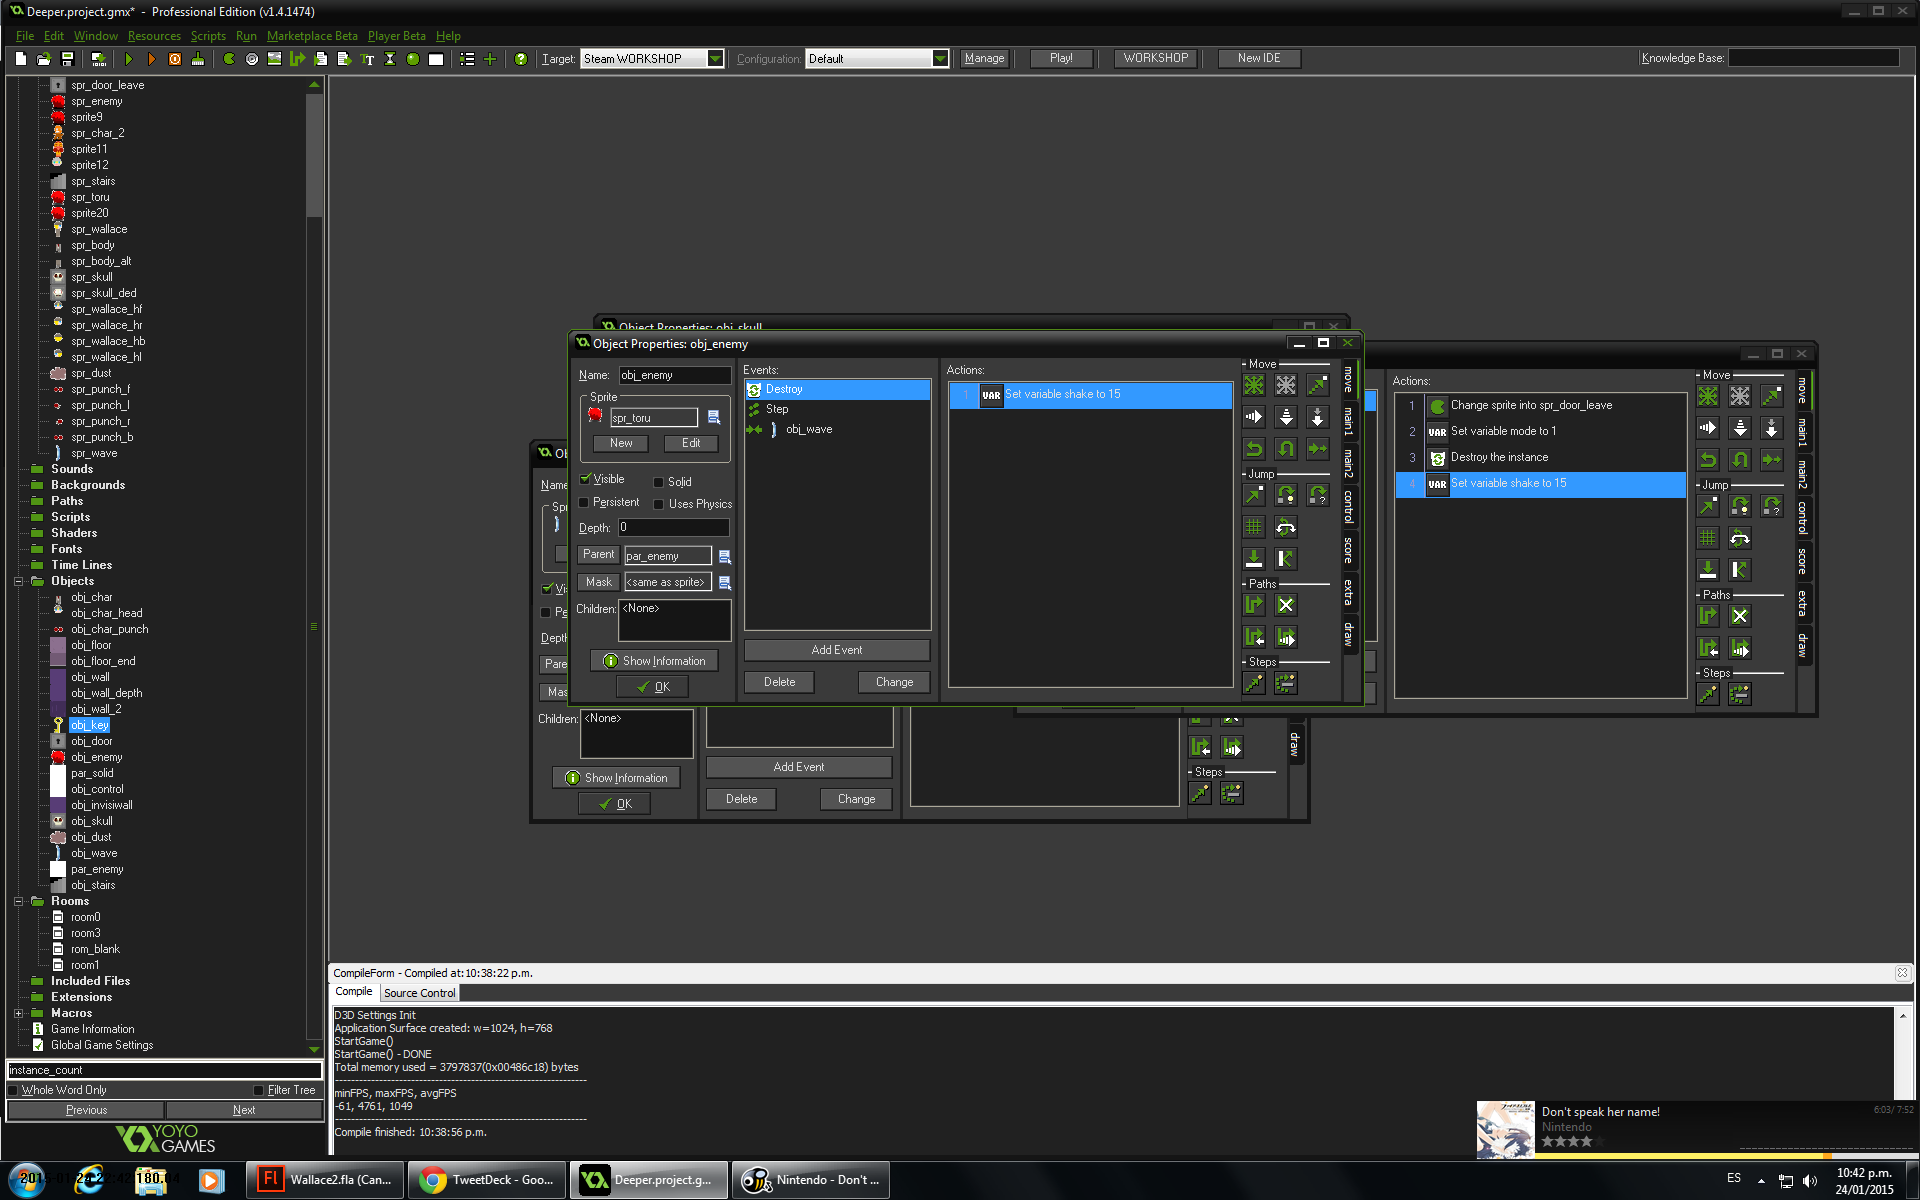 Deeper.project.gmx* - Professional Edition (v1.4.1474)
File Edit Window Resources Scripts Run Marketplace Beta Player Beta Help
Target: Steam WORKSHOP Configuration: Default Manage Play! WORKSHOP New IDE Knowledge Base:
spr_door_leave
spr_enemy
sprite9
spr_char_2
sprite11
sprite12
spr_stairs
spr_toru
sprite20
spr_wallace
spr_body
spr_body_alt
spr_skull
spr_skull_ded
spr_wallace_hf
spr_wallace_hr
spr_wallace_hb
spr_wallace_hl
spr_dust
spr_punch_f
spr_punch_l
spr_punch_r
spr_punch_b
spr_wave
Sounds
Backgrounds
Paths
Scripts
Shaders
Fonts
Time Lines
Objects
obj_char
obj_char_head
obj_char_punch
obj_floor
obj_floor_end
obj_wall
obj_wall_depth
obj_wall_2
obj_key
obj_door
obj_enemy
par_solid
obj_control
obj_invisiwall
obj_skull
obj_dust
obj_wave
par_enemy
obj_stairs
Rooms
room0
room3
rom_blank
room1
Included Files
Extensions
Macros
Game Information
Global Game Settings
instance_count
Whole Word Only Filter Tree
Previous Next
YOYO GAMES
Object Properties: obj_skull
Object Properties: obj_enemy
Name: obj_enemy
Sprite
spr_toru
New Edit
Visible Solid
Persistent Uses Physics
Depth: 0
Parent par_enemy
Mask <same as sprite>
Children: <None>
Show Information
OK
Events:
Destroy
Step
obj_wave
Add Event
Delete Change
Actions:
1 VAR Set variable shake to 15
Move
Jump
Paths
Steps
move
main1
main2
control
score
extra
draw
Actions:
1 Change sprite into spr_door_leave
2 VAR Set variable mode to 1
3 Destroy the instance
4 VAR Set variable shake to 15
Move
Jump
Paths
Steps
move
main1
main2
control
score
extra
draw
Children: <None>
Show Information
OK
Add Event
Delete Change
Steps
draw
CompileForm - Compiled at:10:38:22 p.m.
Compile Source Control
D3D Settings Init
Application Surface created: w=1024, h=768
StartGame()
StartGame() - DONE
Total memory used = 3797837(0x00486c18) bytes
minFPS, maxFPS, avgFPS
-61, 4761, 1049
Compile finished: 10:38:56 p.m.
Don't speak her name! 6:03/ 7:52
Nintendo
Wallace2.fla (Can...
TweetDeck - Goo...
Deeper.project.g...
Nintendo - Don't ...
ES
10:42 p.m.
24/01/2015